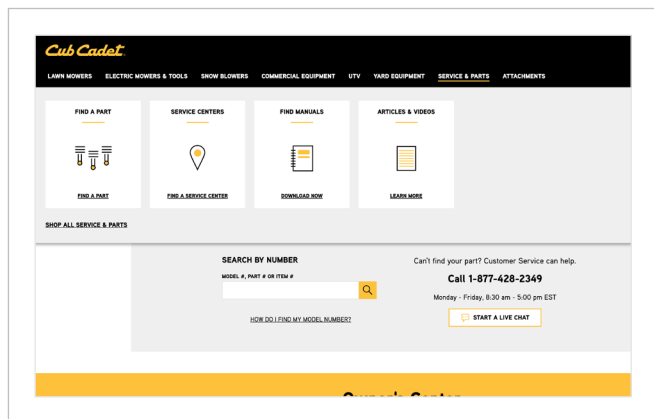 Cub Cadet
LAWN MOWERS ELECTRIC MOWERS & TOOLS SNOW BLOWERS COMMERCIAL EQUIPMENT UTV YARD EQUIPMENT SERVICE & PARTS ATTACHMENTS
FIND A PART SERVICE CENTERS FIND MANUALS ARTICLES & VIDEOS
FIND A PART FIND A SERVICE CENTER DOWNLOAD NOW LEARN MORE
SHOP ALL SERVICE & PARTS
SEARCH BY NUMBER
MODEL #, PART # OR ITEM #
HOW DO I FIND MY MODEL NUMBER?
Can't find your part? Customer Service can help.
Call 1-877-428-2349
Monday - Friday, 8:30 am - 5:00 pm EST
START A LIVE CHAT
Owner's Center